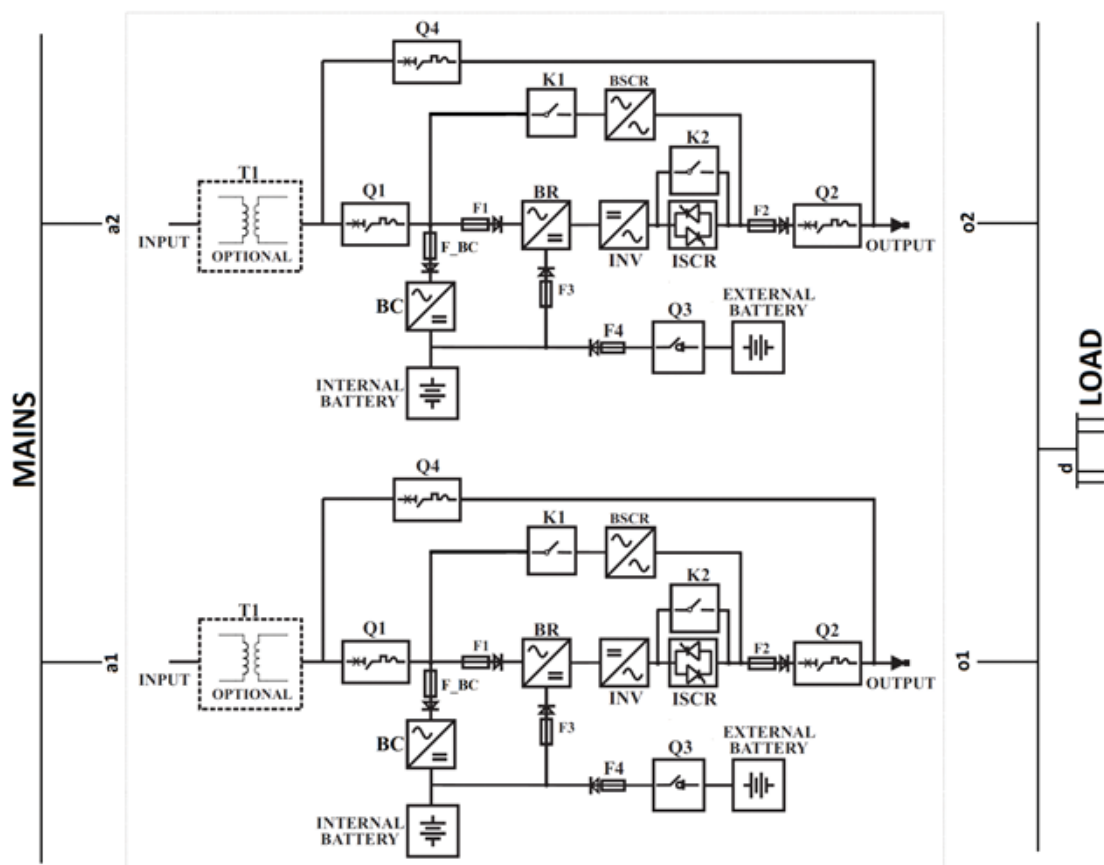 MAINS
a2
INPUT
T1
OPTIONAL
Q4
Q1
K1
BSCR
K2
F1
BR
INV
ISCR
F2
Q2
OUTPUT
F_BC
BC
F3
F4
Q3
EXTERNAL
BATTERY
INTERNAL
BATTERY
o2
LOAD
d
a1
INPUT
T1
OPTIONAL
Q4
Q1
K1
BSCR
K2
F1
BR
INV
ISCR
F2
Q2
OUTPUT
F_BC
BC
F3
F4
Q3
EXTERNAL
BATTERY
INTERNAL
BATTERY
o1